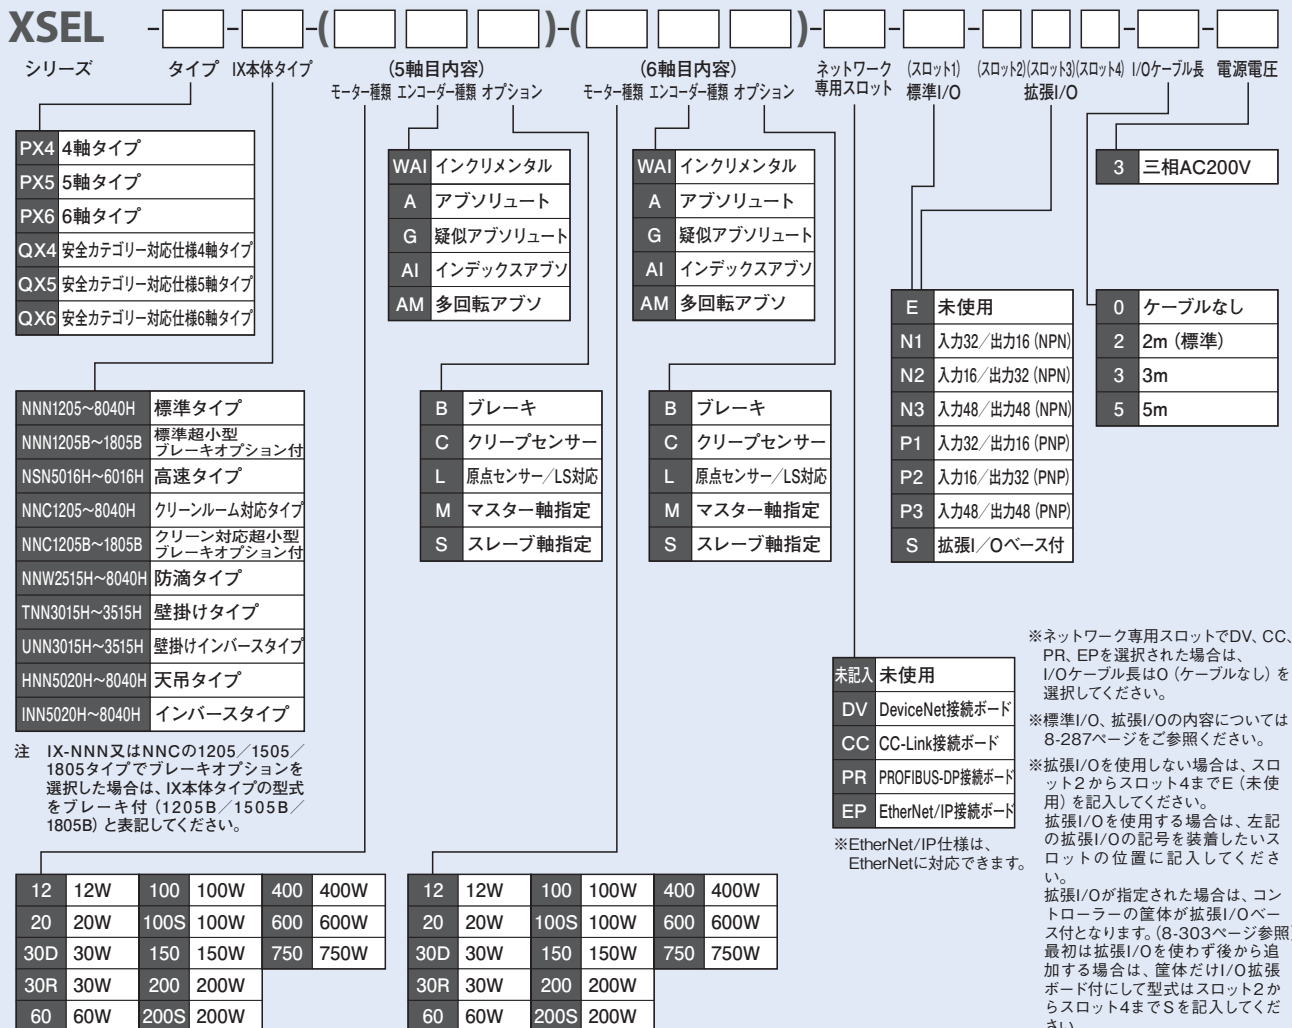 XSEL
-
-
-(
)-(
)-
-
-
-
シリーズ
タイプ
IX本体タイプ
(5軸目内容)
モーター種類 エンコーダー種類 オプション
(6軸目内容)
モーター種類 エンコーダー種類 オプション
ネットワーク
専用スロット
(スロット1)
標準I/O
(スロット2)(スロット3)(スロット4)
拡張I/O
I/Oケーブル長
電源電圧
PX4 4軸タイプ
PX5 5軸タイプ
PX6 6軸タイプ
QX4 安全カテゴリー対応仕様4軸タイプ
QX5 安全カテゴリー対応仕様5軸タイプ
QX6 安全カテゴリー対応仕様6軸タイプ
NNN1205~8040H 標準タイプ
NNN1205B~1805B 標準超小型
ブレーキオプション付
NSN5016H~6016H 高速タイプ
NNC1205~8040H クリーンルーム対応タイプ
NNC1205B~1805B クリーン対応超小型
ブレーキオプション付
NNW2515H~8040H 防滴タイプ
TNN3015H~3515H 壁掛けタイプ
UNN3015H~3515H 壁掛けインバースタイプ
HNN5020H~8040H 天吊タイプ
INN5020H~8040H インバースタイプ
注 IX-NNN又はNNCの1205/1505/
1805タイプでブレーキオプションを
選択した場合は、IX本体タイプの型式
をブレーキ付(1205B/1505B/
1805B)と表記してください。
WAI インクリメンタル
A アブソリュート
G 疑似アブソリュート
AI インデックスアブソ
AM 多回転アブソ
B ブレーキ
C クリープセンサー
L 原点センサー/LS対応
M マスター軸指定
S スレーブ軸指定
WAI インクリメンタル
A アブソリュート
G 疑似アブソリュート
AI インデックスアブソ
AM 多回転アブソ
B ブレーキ
C クリープセンサー
L 原点センサー/LS対応
M マスター軸指定
S スレーブ軸指定
3 三相AC200V
E 未使用
N1 入力32/出力16(NPN)
N2 入力16/出力32(NPN)
N3 入力48/出力48(NPN)
P1 入力32/出力16(PNP)
P2 入力16/出力32(PNP)
P3 入力48/出力48(PNP)
S 拡張I/Oベース付
0 ケーブルなし
2 2m(標準)
3 3m
5 5m
未記入 未使用
DV DeviceNet接続ボード
CC CC-Link接続ボード
PR PROFIBUS-DP接続ボード
EP EtherNet/IP接続ボード
※EtherNet/IP仕様は、
EtherNetに対応できます。
※ネットワーク専用スロットでDV、CC、
PR、EPを選択された場合は、
I/Oケーブル長はO(ケーブルなし)を
選択してください。
※標準I/O、拡張I/Oの内容については
8-287ページをご参照ください。
※拡張I/Oを使用しない場合は、スロ
ット2からスロット4までE(未使
用)を記入してください。
拡張I/Oを使用する場合は、左記
の拡張I/Oの記号を装着したいス
ロットの位置に記入してくださ
い。
拡張I/Oが指定された場合は、コン
トローラーの筐体が拡張I/Oベー
ス付となります。(8-303ページ参照)
最初は拡張I/Oを使わず後から追
加する場合は、筐体だけI/O拡張
ボード付にして型式はスロット2か
らスロット4までSを記入してくだ
さい。
12 12W 100 100W 400 400W
20 20W 100S 100W 600 600W
30D 30W 150 150W 750 750W
30R 30W 200 200W
60 60W 200S 200W
12 12W 100 100W 400 400W
20 20W 100S 100W 600 600W
30D 30W 150 150W 750 750W
30R 30W 200 200W
60 60W 200S 200W